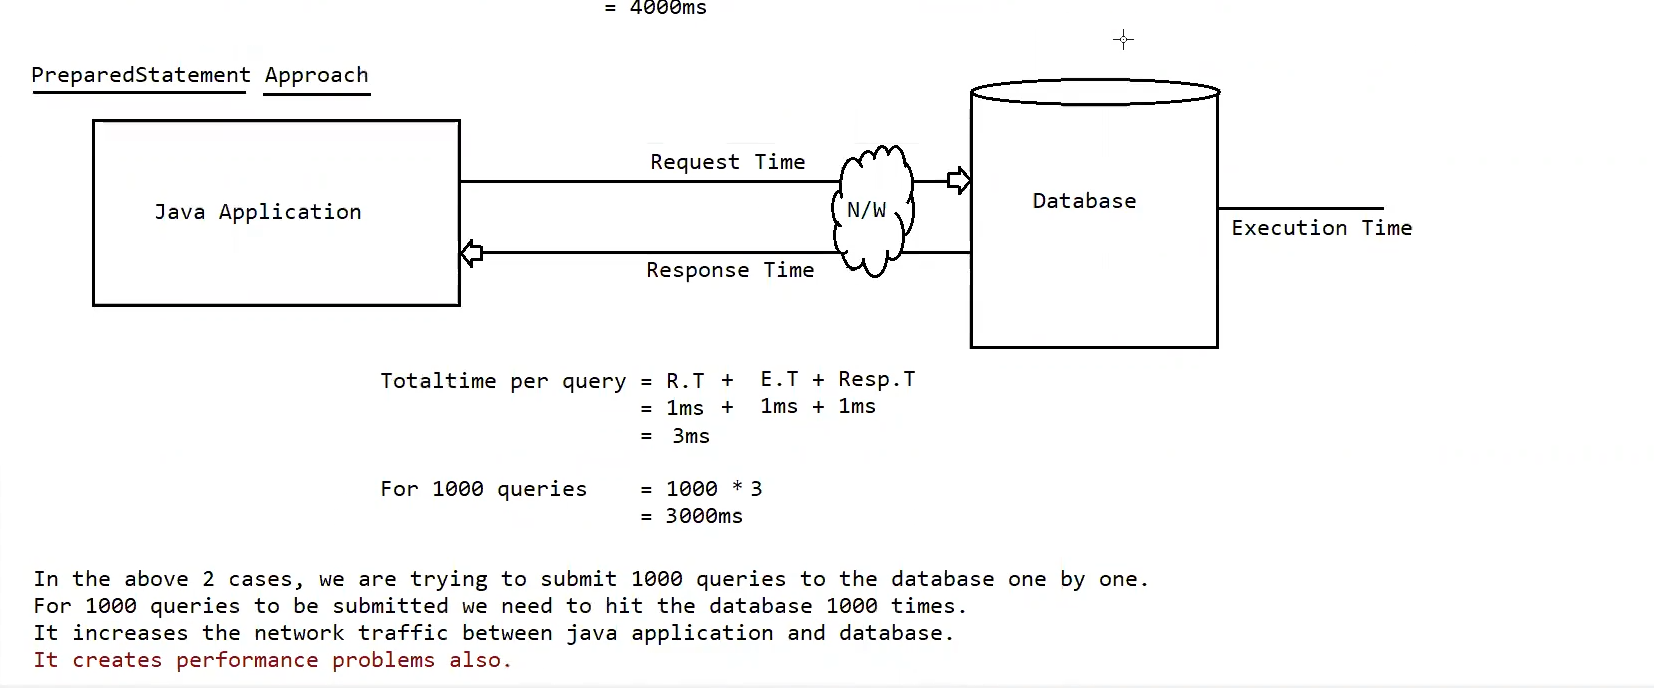 = 4000ms
PreparedStatement Approach
Request Time
Java Application
N/W
Database
Execution Time
Response Time
Totaltime per query = R.T + E.T + Resp.T
= 1ms + 1ms + 1ms
= 3ms
For 1000 queries = 1000 * 3
= 3000ms
In the above 2 cases, we are trying to submit 1000 queries to the database one by one.
For 1000 queries to be submitted we need to hit the database 1000 times.
It increases the network traffic between java application and database.
It creates performance problems also.